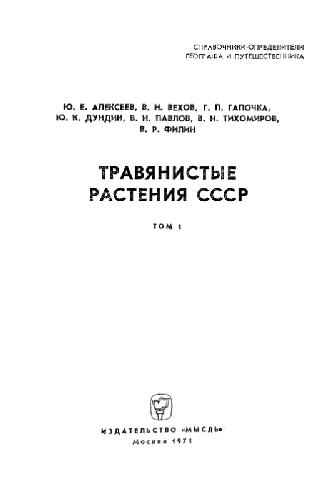 СПРАВОЧНИКИ-ОПРЕДЕЛИТЕЛИ
ГЕОГРАФА И ПУТЕШЕСТВЕННИКА
Ю. Е. АЛЕКСЕЕВ, В. Н. ВЕХОВ, Г. П. ГАПОЧКА,
Ю. К. ДУНДИН, В. Н. ПАВЛОВ, В. Н. ТИХОМИРОВ,
В. Р. ФИЛИН
ТРАВЯНИСТЫЕ
РАСТЕНИЯ СССР
ТОМ 1
ИЗДАТЕЛЬСТВО «МЫСЛЬ»
Москва 1971